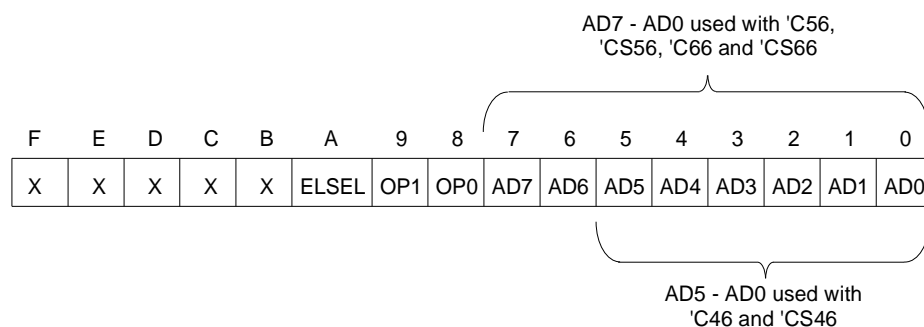 AD7 - AD0 used with 'C56,
'CS56, 'C66 and 'CS66
F E D C B A 9 8 7 6 5 4 3 2 1 0
X X X X X ELSEL OP1 OP0 AD7 AD6 AD5 AD4 AD3 AD2 AD1 AD0
AD5 - AD0 used with
'C46 and 'CS46